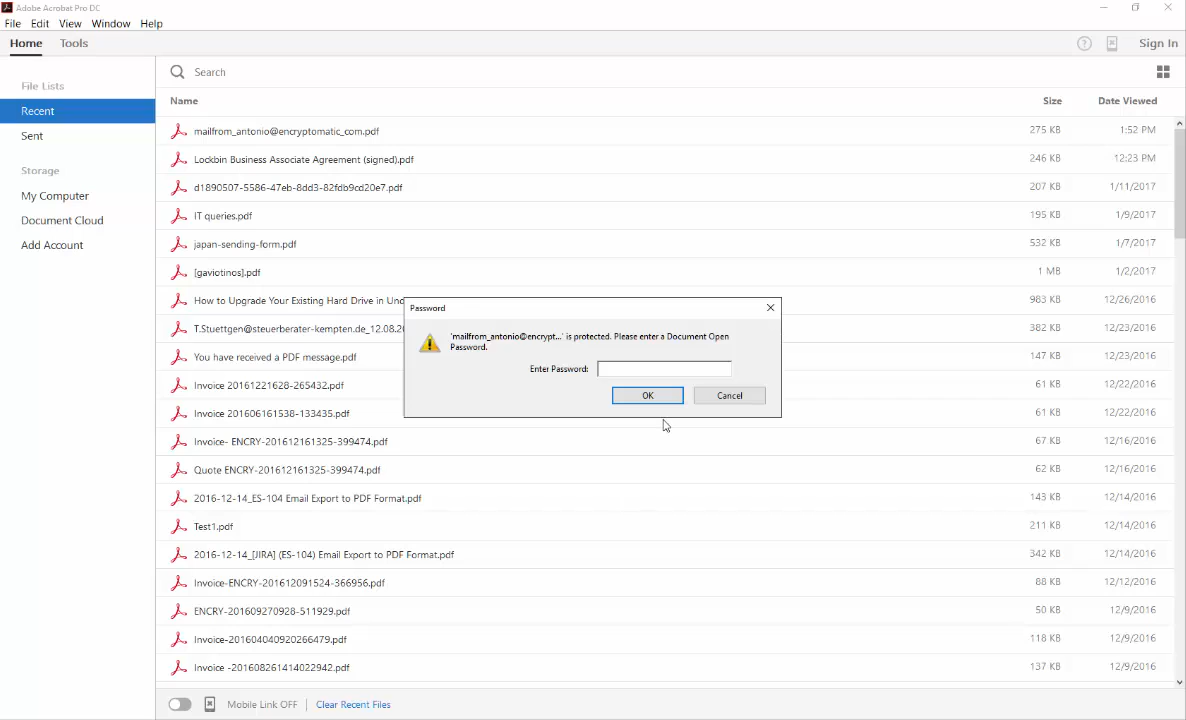 Adobe Acrobat Pro DC
File Edit View Window Help
Home Tools
Sign In
File Lists
Recent
Sent
Storage
My Computer
Document Cloud
Add Account
Search
Name Size Date Viewed
mailfrom_antonio@encryptomatic_com.pdf 275 KB 1:52 PM
Lockbin Business Associate Agreement (signed).pdf 246 KB 12:23 PM
d1890507-5586-47eb-8dd3-82fdb9cd20e7.pdf 207 KB 1/11/2017
IT queries.pdf 195 KB 1/9/2017
japan-sending-form.pdf 532 KB 1/7/2017
[gaviotinos].pdf 1 MB 1/2/2017
How to Upgrade Your Existing Hard Drive in Und 983 KB 12/26/2016
T.Stuettgen@steuerberater-kempten.de_12.08.20 382 KB 12/23/2016
You have received a PDF message.pdf 147 KB 12/23/2016
Invoice 20161221628-265432.pdf 61 KB 12/22/2016
Invoice 201606161538-133435.pdf 61 KB 12/22/2016
Invoice- ENCRY-201612161325-399474.pdf 67 KB 12/16/2016
Quote ENCRY-201612161325-399474.pdf 62 KB 12/16/2016
2016-12-14_ES-104 Email Export to PDF Format.pdf 143 KB 12/14/2016
Test1.pdf 211 KB 12/14/2016
2016-12-14_[JIRA] (ES-104) Email Export to PDF Format.pdf 342 KB 12/14/2016
Invoice-ENCRY-201612091524-366956.pdf 88 KB 12/12/2016
ENCRY-201609270928-511929.pdf 50 KB 12/9/2016
Invoice-201604040920266479.pdf 118 KB 12/9/2016
Invoice -201608261414022942.pdf 137 KB 12/9/2016
Password
'mailfrom_antonio@encrypt...' is protected. Please enter a Document Open
Password.
Enter Password:
OK Cancel
Mobile Link OFF Clear Recent Files